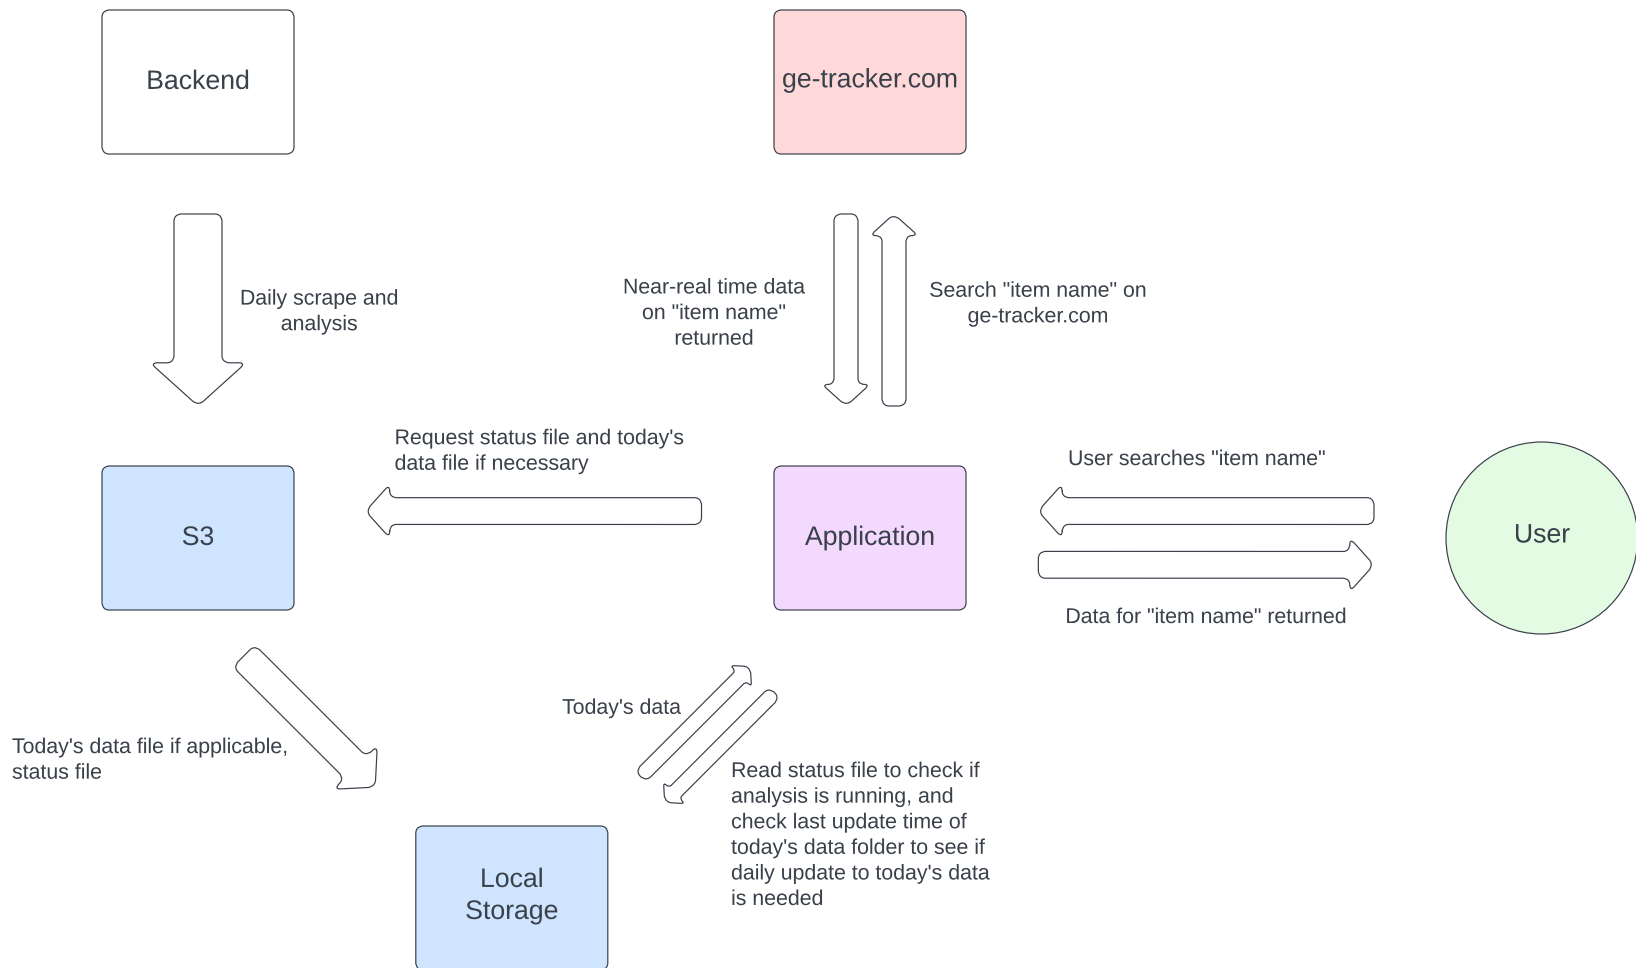 Backend
ge-tracker.com
Daily scrape and
analysis
Near-real time data
on "item name"
returned
Search "item name" on
ge-tracker.com
Request status file and today's
data file if necessary
User searches "item name"
S3
Application
User
Data for "item name" returned
Today's data
Today's data file if applicable,
status file
Read status file to check if
analysis is running, and
check last update time of
today's data folder to see if
daily update to today's data
is needed
Local
Storage